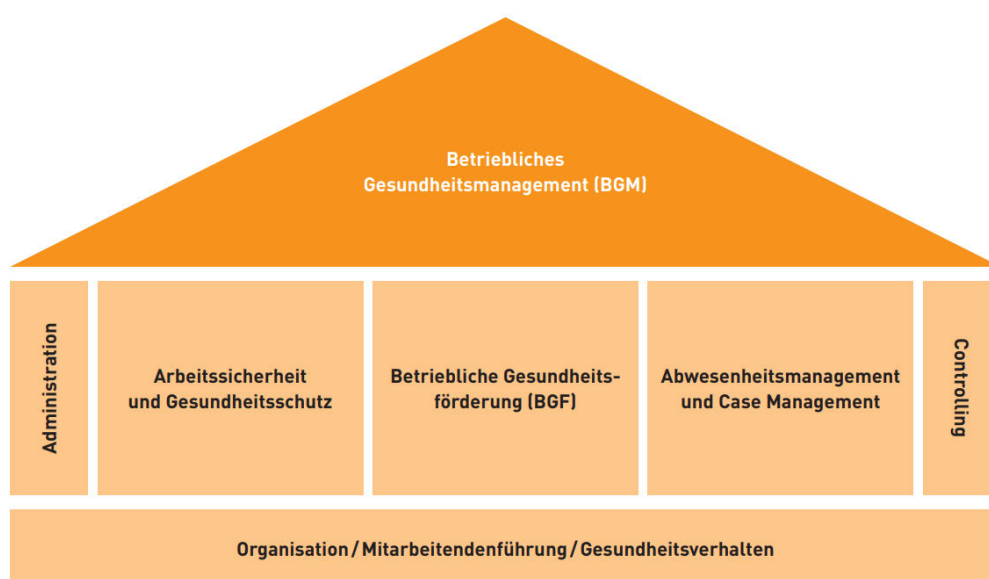 Betriebliches
Gesundheitsmanagement (BGM)
Administration
Arbeitssicherheit
und Gesundheitsschutz
Betriebliche Gesundheits-
förderung (BGF)
Abwesenheitsmanagement
und Case Management
Controlling
Organisation/Mitarbeitendenführung/Gesundheitsverhalten